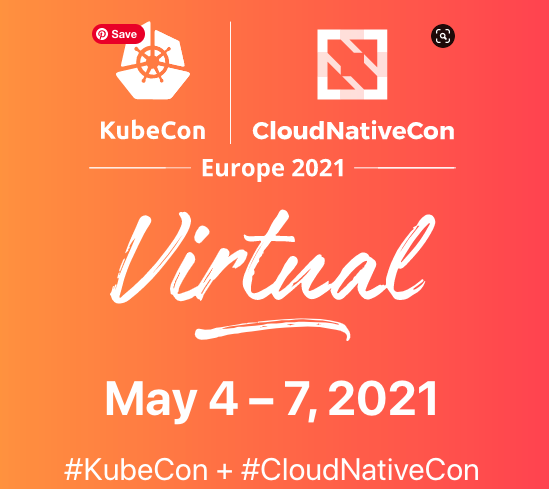 Save
KubeCon
CloudNativeCon
Europe 2021
Virtual
May 4 – 7, 2021
#KubeCon + #CloudNativeCon